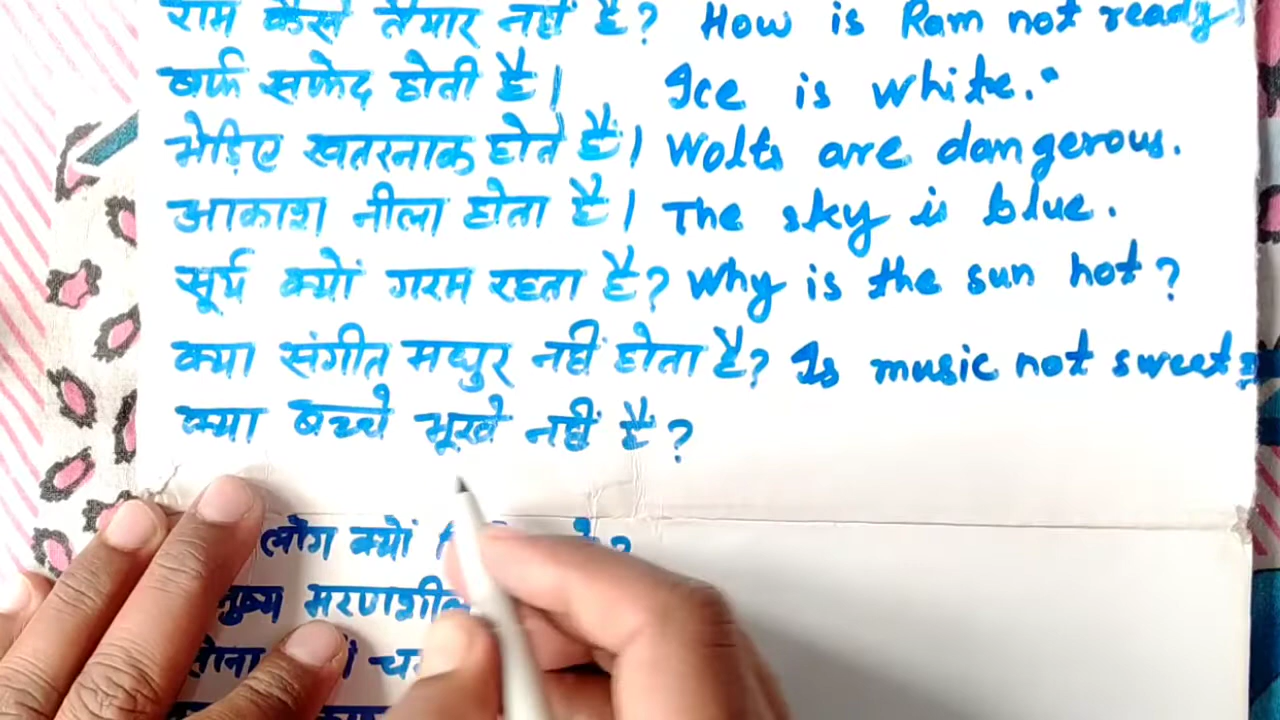 राम कैसे तैयार नहीं है? How is Ram not ready
बर्फ सफेद होती है। Ice is white.
भेड़िए खतरनाक होते हैं। Wolts are dangerous.
आकाश नीला होता है। The sky is blue.
सूर्य क्यों गरम रहता है? Why is the sun hot?
क्या संगीत मधुर नहीं होता है? Is music not sweet
क्या बच्चे भूखे नहीं हैं?
लोग क्यों
मरणशील